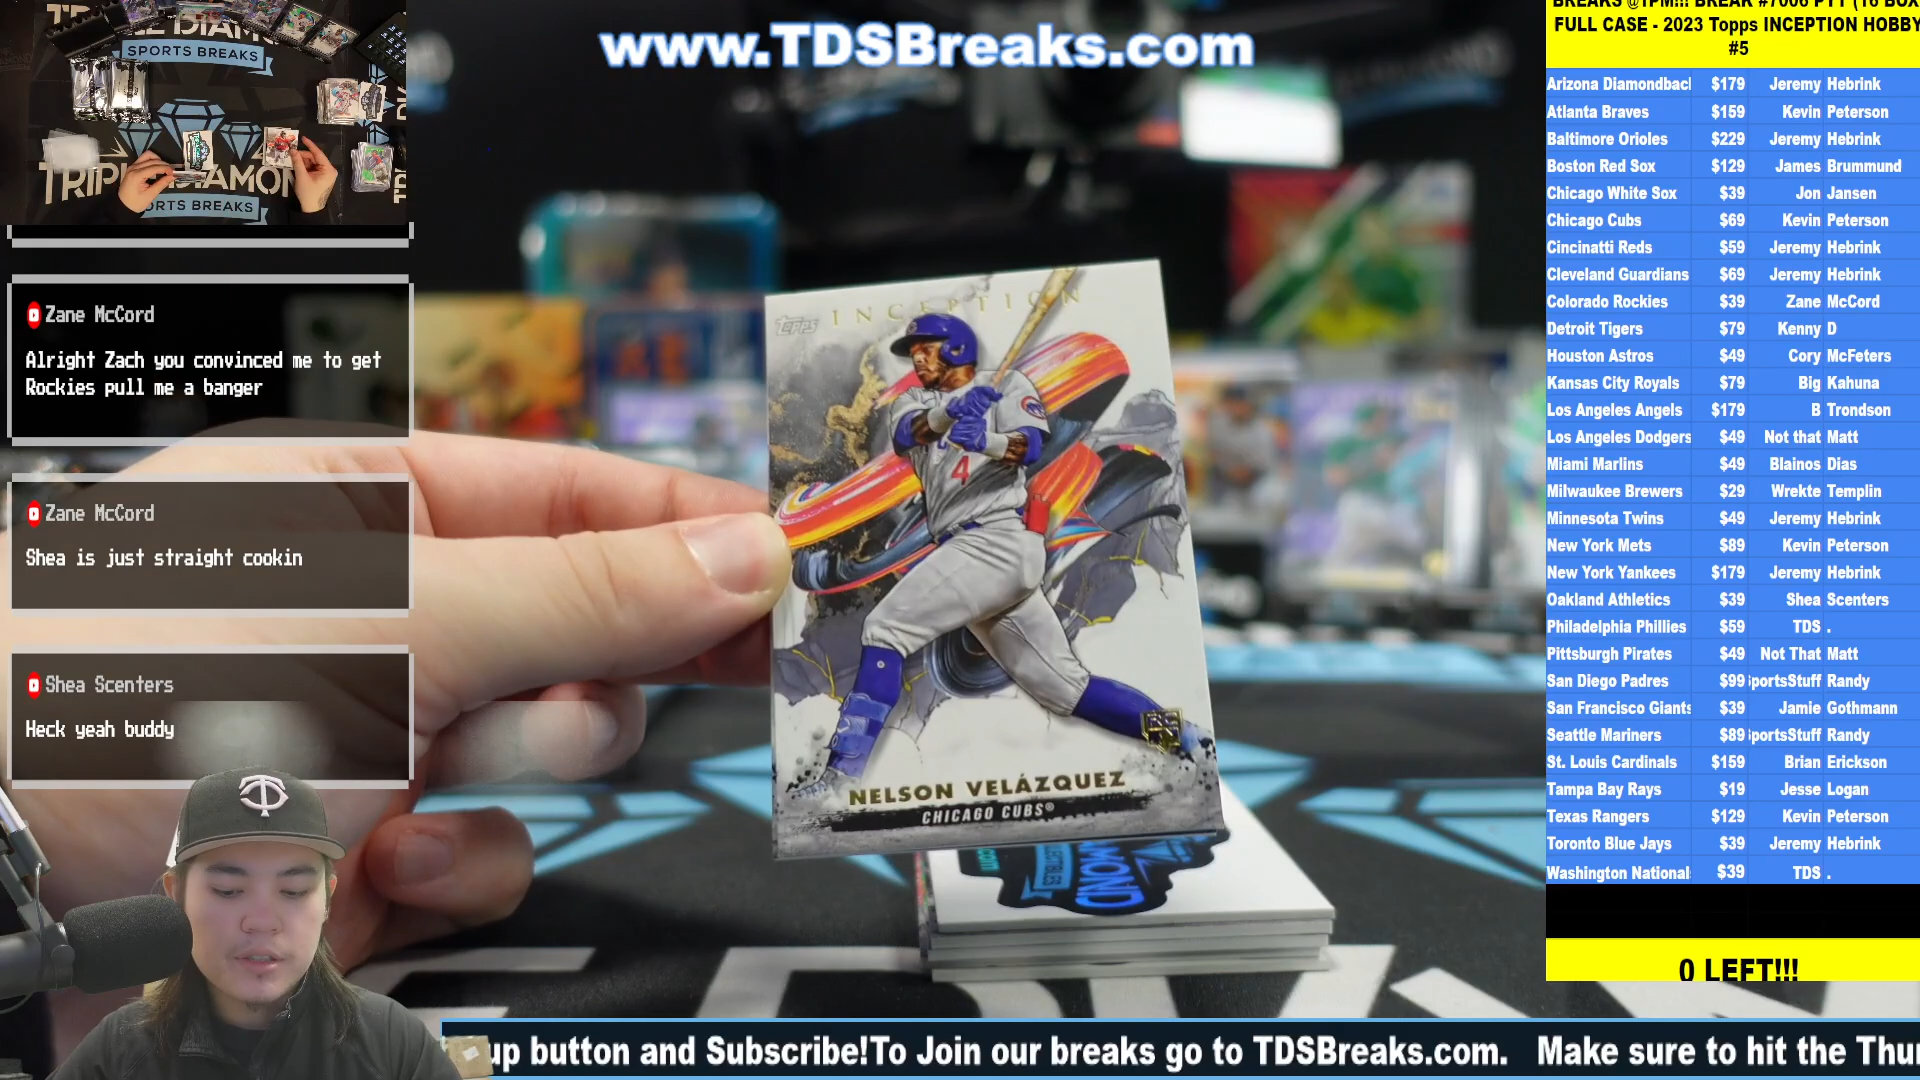 SPORTS BREAKS
www.TDSBreaks.com
BREAKS @1PM!!! BREAK #7006 PYT (16 BOX
FULL CASE - 2023 Topps INCEPTION HOBBY
#5
Zane McCord
Alright Zach you convinced me to get
Rockies pull me a banger
Zane McCord
Shea is just straight cookin
Shea Scenters
Heck yeah buddy
Topps INCEPTION
4
RC
NELSON VELÁZQUEZ
CHICAGO CUBS®
Arizona Diamondbac $179 Jeremy Hebrink
Atlanta Braves $159 Kevin Peterson
Baltimore Orioles $229 Jeremy Hebrink
Boston Red Sox $129 James Brummund
Chicago White Sox $39 Jon Jansen
Chicago Cubs $69 Kevin Peterson
Cincinatti Reds $59 Jeremy Hebrink
Cleveland Guardians $69 Jeremy Hebrink
Colorado Rockies $39 Zane McCord
Detroit Tigers $79 Kenny D
Houston Astros $49 Cory McFeters
Kansas City Royals $79 Big Kahuna
Los Angeles Angels $179 B Trondson
Los Angeles Dodgers $49 Not that Matt
Miami Marlins $49 Blainos Dias
Milwaukee Brewers $29 Wrekte Templin
Minnesota Twins $49 Jeremy Hebrink
New York Mets $89 Kevin Peterson
New York Yankees $179 Jeremy Hebrink
Oakland Athletics $39 Shea Scenters
Philadelphia Phillies $59 TDS .
Pittsburgh Pirates $49 Not That Matt
San Diego Padres $99 portsStuff Randy
San Francisco Giants $39 Jamie Gothmann
Seattle Mariners $89 portsStuff Randy
St. Louis Cardinals $159 Brian Erickson
Tampa Bay Rays $19 Jesse Logan
Texas Rangers $129 Kevin Peterson
Toronto Blue Jays $39 Jeremy Hebrink
Washington National $39 TDS .
0 LEFT!!!
up button and Subscribe!To Join our breaks go to TDSBreaks.com. Make sure to hit the Thu